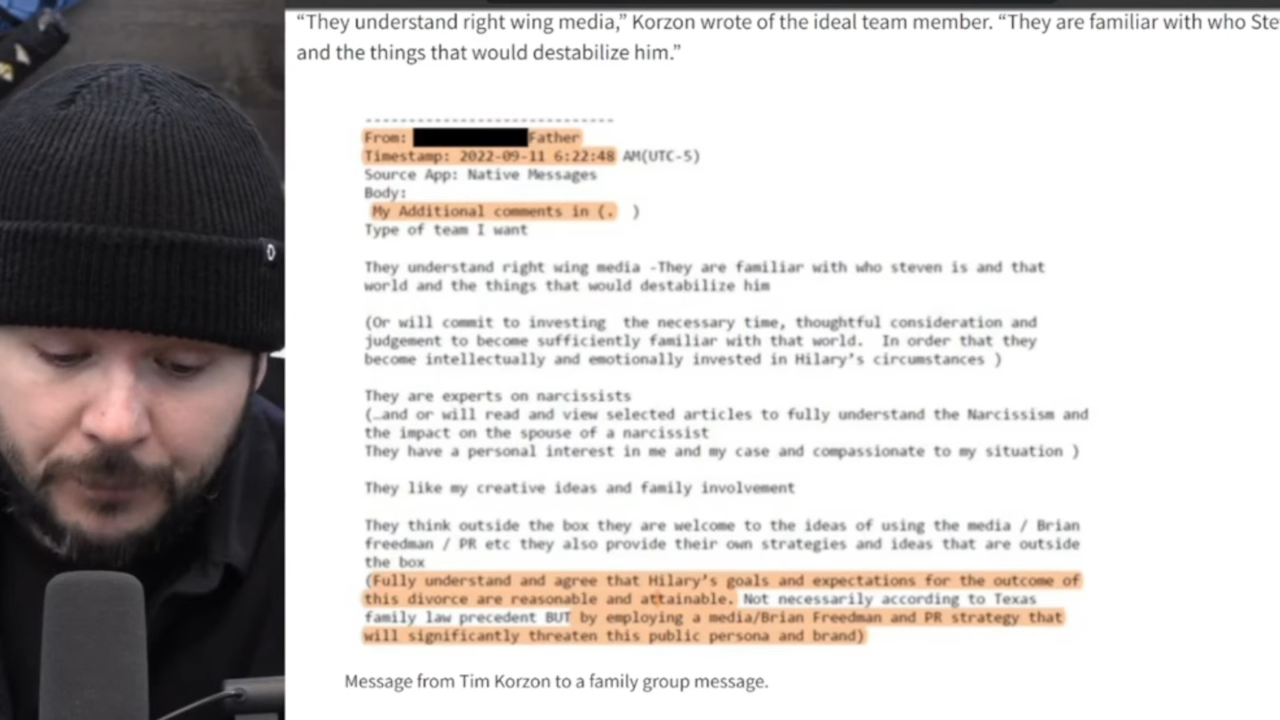 “They understand right wing media,” Korzon wrote of the ideal team member. “They are familiar with who Ste
and the things that would destabilize him.”
----------------------------
From: Father
Timestamp: 2022-09-11 6:22:48 AM(UTC-5)
Source App: Native Messages
Body:
My Additional comments in (. )
Type of team I want
They understand right wing media -They are familiar with who steven is and that
world and the things that would destabilize him
(Or will commit to investing the necessary time, thoughtful consideration and
judgement to become sufficiently familiar with that world. In order that they
become intellectually and emotionally invested in Hilary’s circumstances )
They are experts on narcissists
(…and or will read and view selected articles to fully understand the Narcissism and
the impact on the spouse of a narcissist
They have a personal interest in me and my case and compassionate to my situation )
They like my creative ideas and family involvement
They think outside the box they are welcome to the ideas of using the media / Brian
freedman / PR etc they also provide their own strategies and ideas that are outside
the box
(Fully understand and agree that Hilary’s goals and expectations for the outcome of
this divorce are reasonable and attainable. Not necessarily according to Texas
family law precedent BUT by employing a media/Brian Freedman and PR strategy that
will significantly threaten this public persona and brand)
Message from Tim Korzon to a family group message.